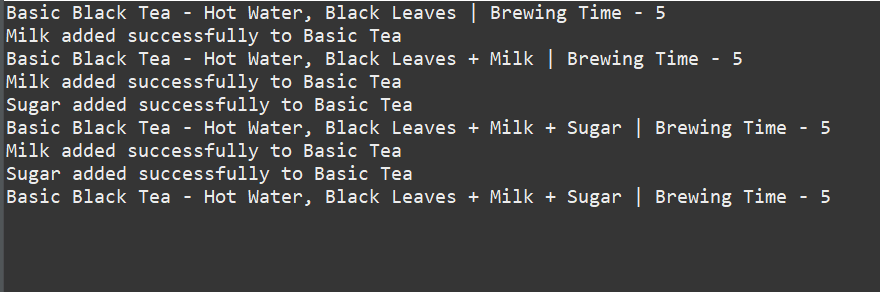 Basic Black Tea - Hot Water, Black Leaves | Brewing Time - 5
Milk added successfully to Basic Tea
Basic Black Tea - Hot Water, Black Leaves + Milk | Brewing Time - 5
Milk added successfully to Basic Tea
Sugar added successfully to Basic Tea
Basic Black Tea - Hot Water, Black Leaves + Milk + Sugar | Brewing Time - 5
Milk added successfully to Basic Tea
Sugar added successfully to Basic Tea
Basic Black Tea - Hot Water, Black Leaves + Milk + Sugar | Brewing Time - 5